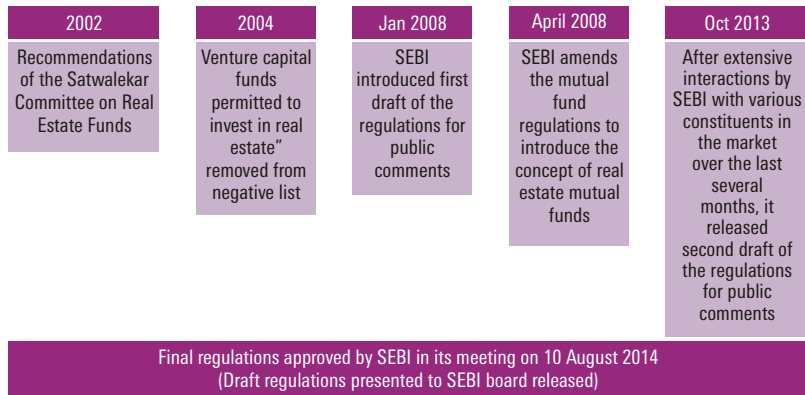 2002
Recommendations
of the Satwalekar
Committee on Real
Estate Funds
2004
Venture capital
funds
permitted to
invest in real
estate”
removed from
negative list
Jan 2008
SEBI
introduced first
draft of the
regulations for
public
comments
April 2008
SEBI amends
the mutual
fund
regulations to
introduce the
concept of real
estate mutual
funds
Oct 2013
After extensive
interactions by
SEBI with various
constituents in
the market
over the last
several
months, it
released
second draft of
the regulations
for public
comments
Final regulations approved by SEBI in its meeting on 10 August 2014
(Draft regulations presented to SEBI board released)